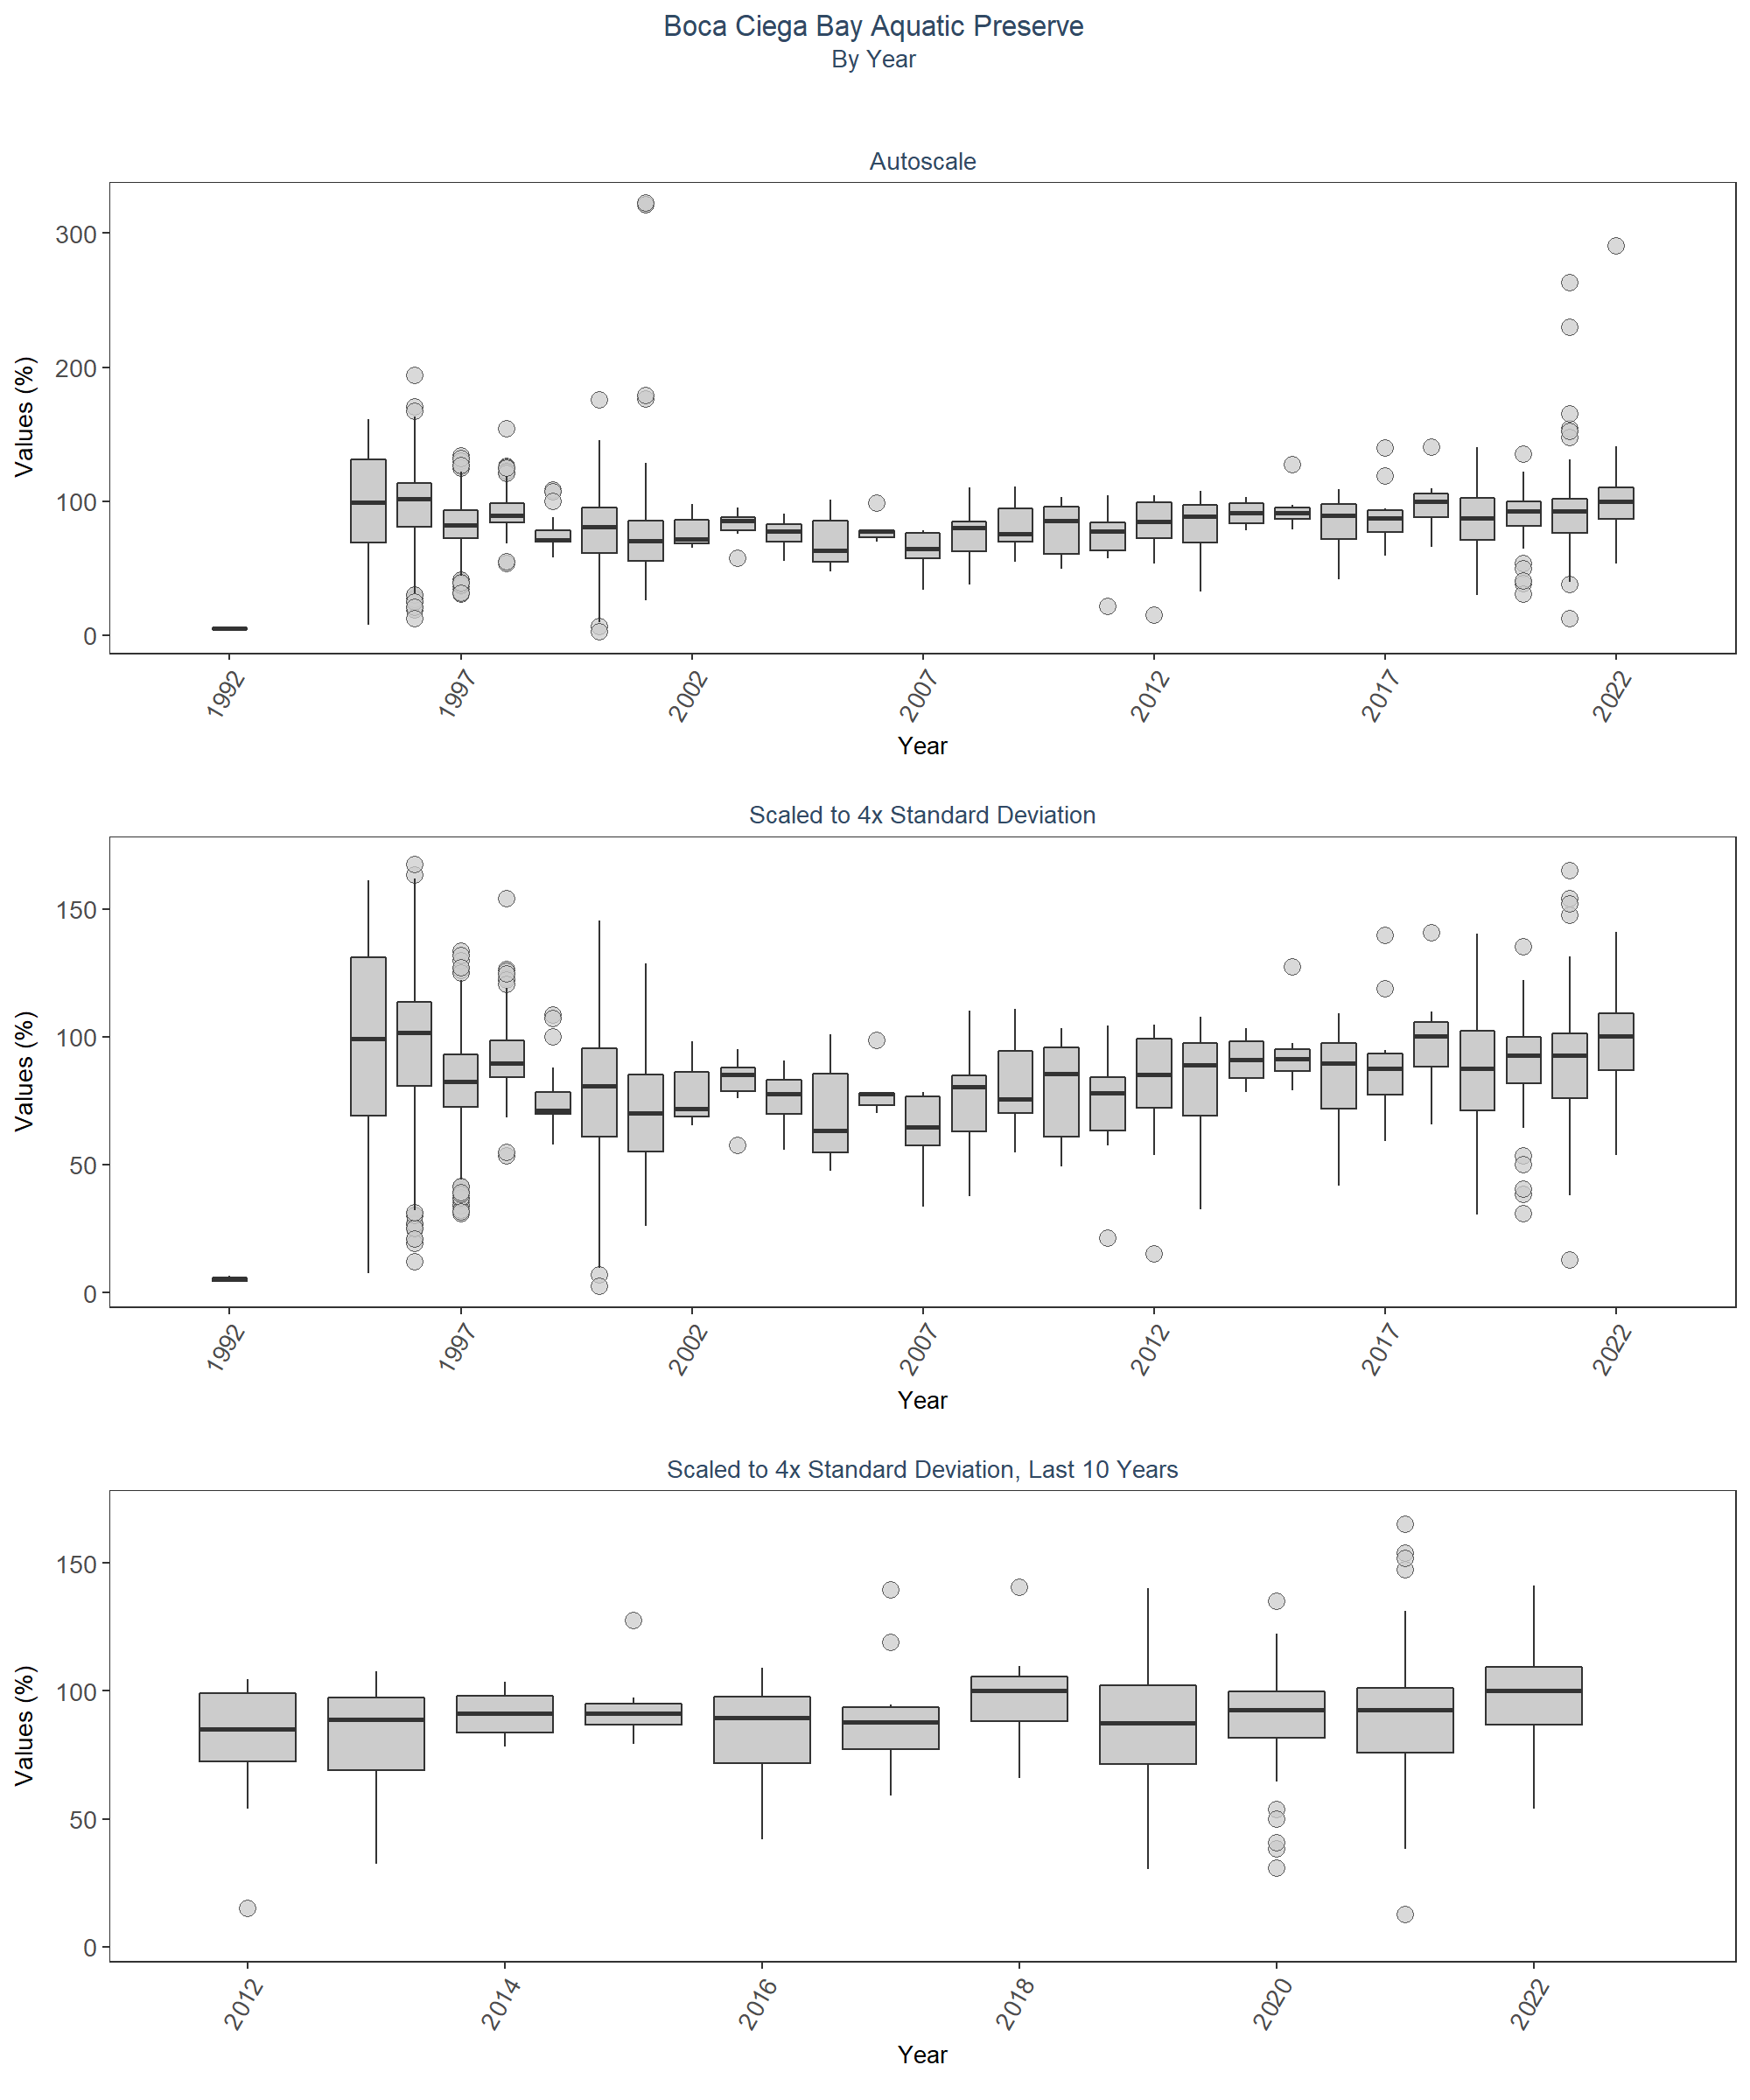 Boca Ciega Bay Aquatic Preserve
By Year
Autoscale
Values (%)
300
200
100
0
1992 1997 2002 2007 2012 2017 2022
Year
Scaled to 4x Standard Deviation
Values (%)
150
100
50
0
1992 1997 2002 2007 2012 2017 2022
Year
Scaled to 4x Standard Deviation, Last 10 Years
Values (%)
150
100
50
0
2012 2014 2016 2018 2020 2022
Year